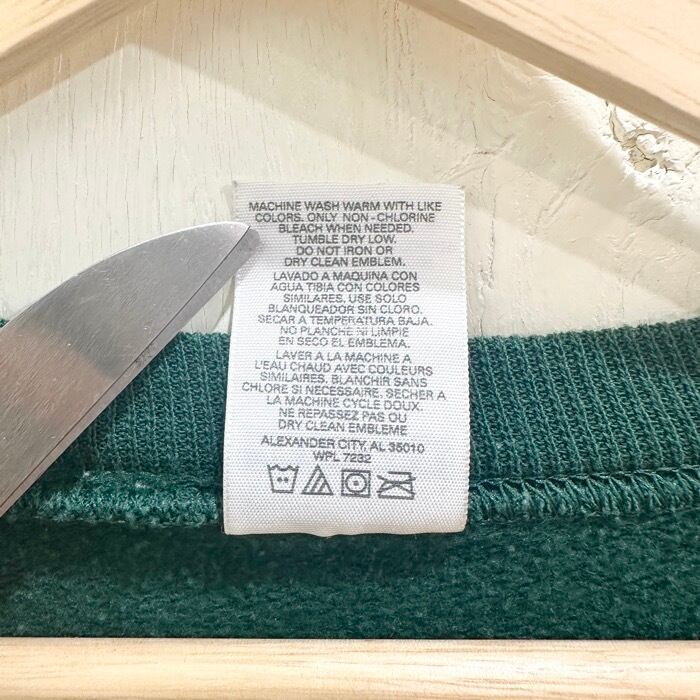 MACHINE WASH WARM WITH LIKE
COLORS. ONLY NON-CHLORINE
BLEACH WHEN NEEDED.
TUMBLE DRY LOW.
DO NOT IRON OR
DRY CLEAN EMBLEM.
LAVADO A MAQUINA CON
AGUA TIBIA CON COLORES
SIMILARES. USE SOLO
BLANQUEADOR SIN CLORO.
SECAR A TEMPERATURA BAJA.
NO PLANCHE NI LIMPIE
EN SECO EL EMBLEMA.
LAVER A LA MACHINE A
L'EAU CHAUD AVEC COULEURS
SIMILAIRES. BLANCHIR SANS
CHLORE SI NECESSAIRE. SECHER A
LA MACHINE CYCLE DOUX.
NE REPASSEZ PAS OU
DRY CLEAN EMBLEME
ALEXANDER CITY, AL 35010
WPL 7232